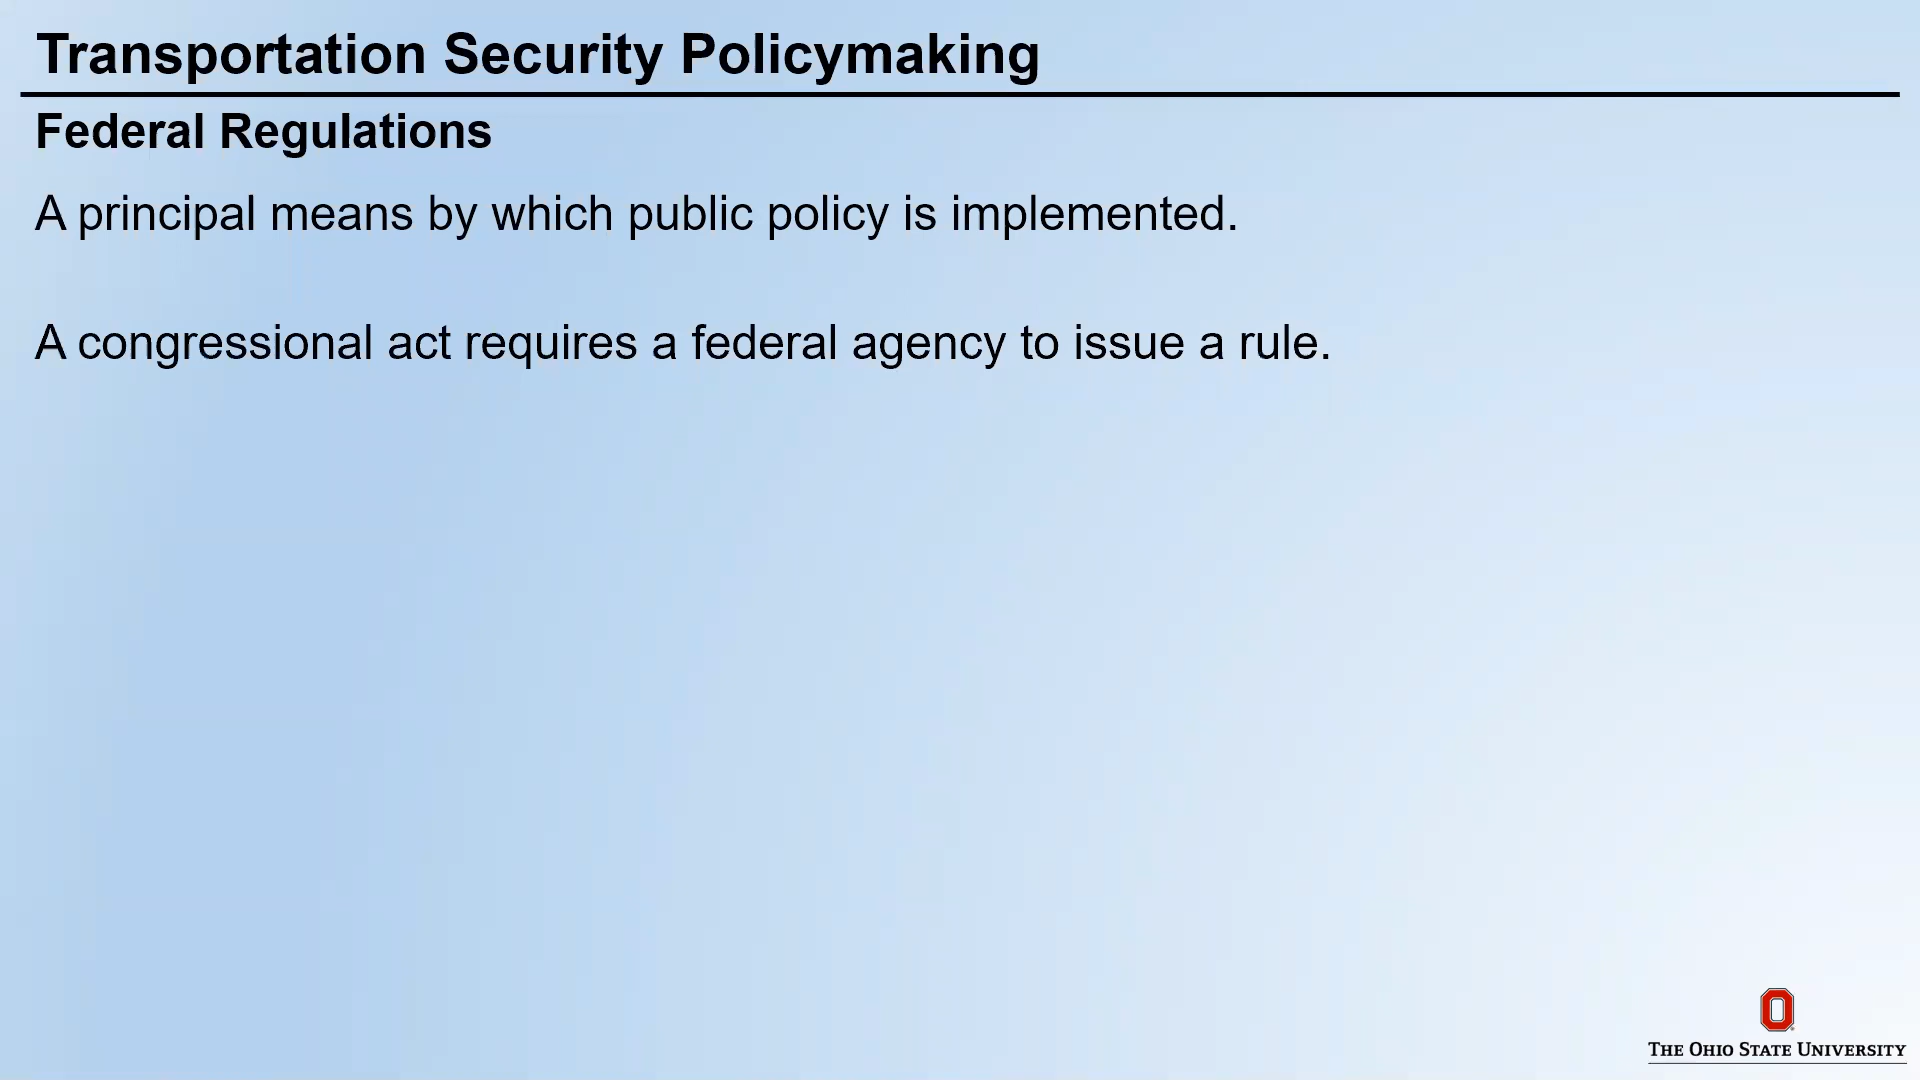 Transportation Security Policymaking
Federal Regulations
A principal means by which public policy is implemented.
A congressional act requires a federal agency to issue a rule.
O
THE OHIO STATE UNIVERSITY